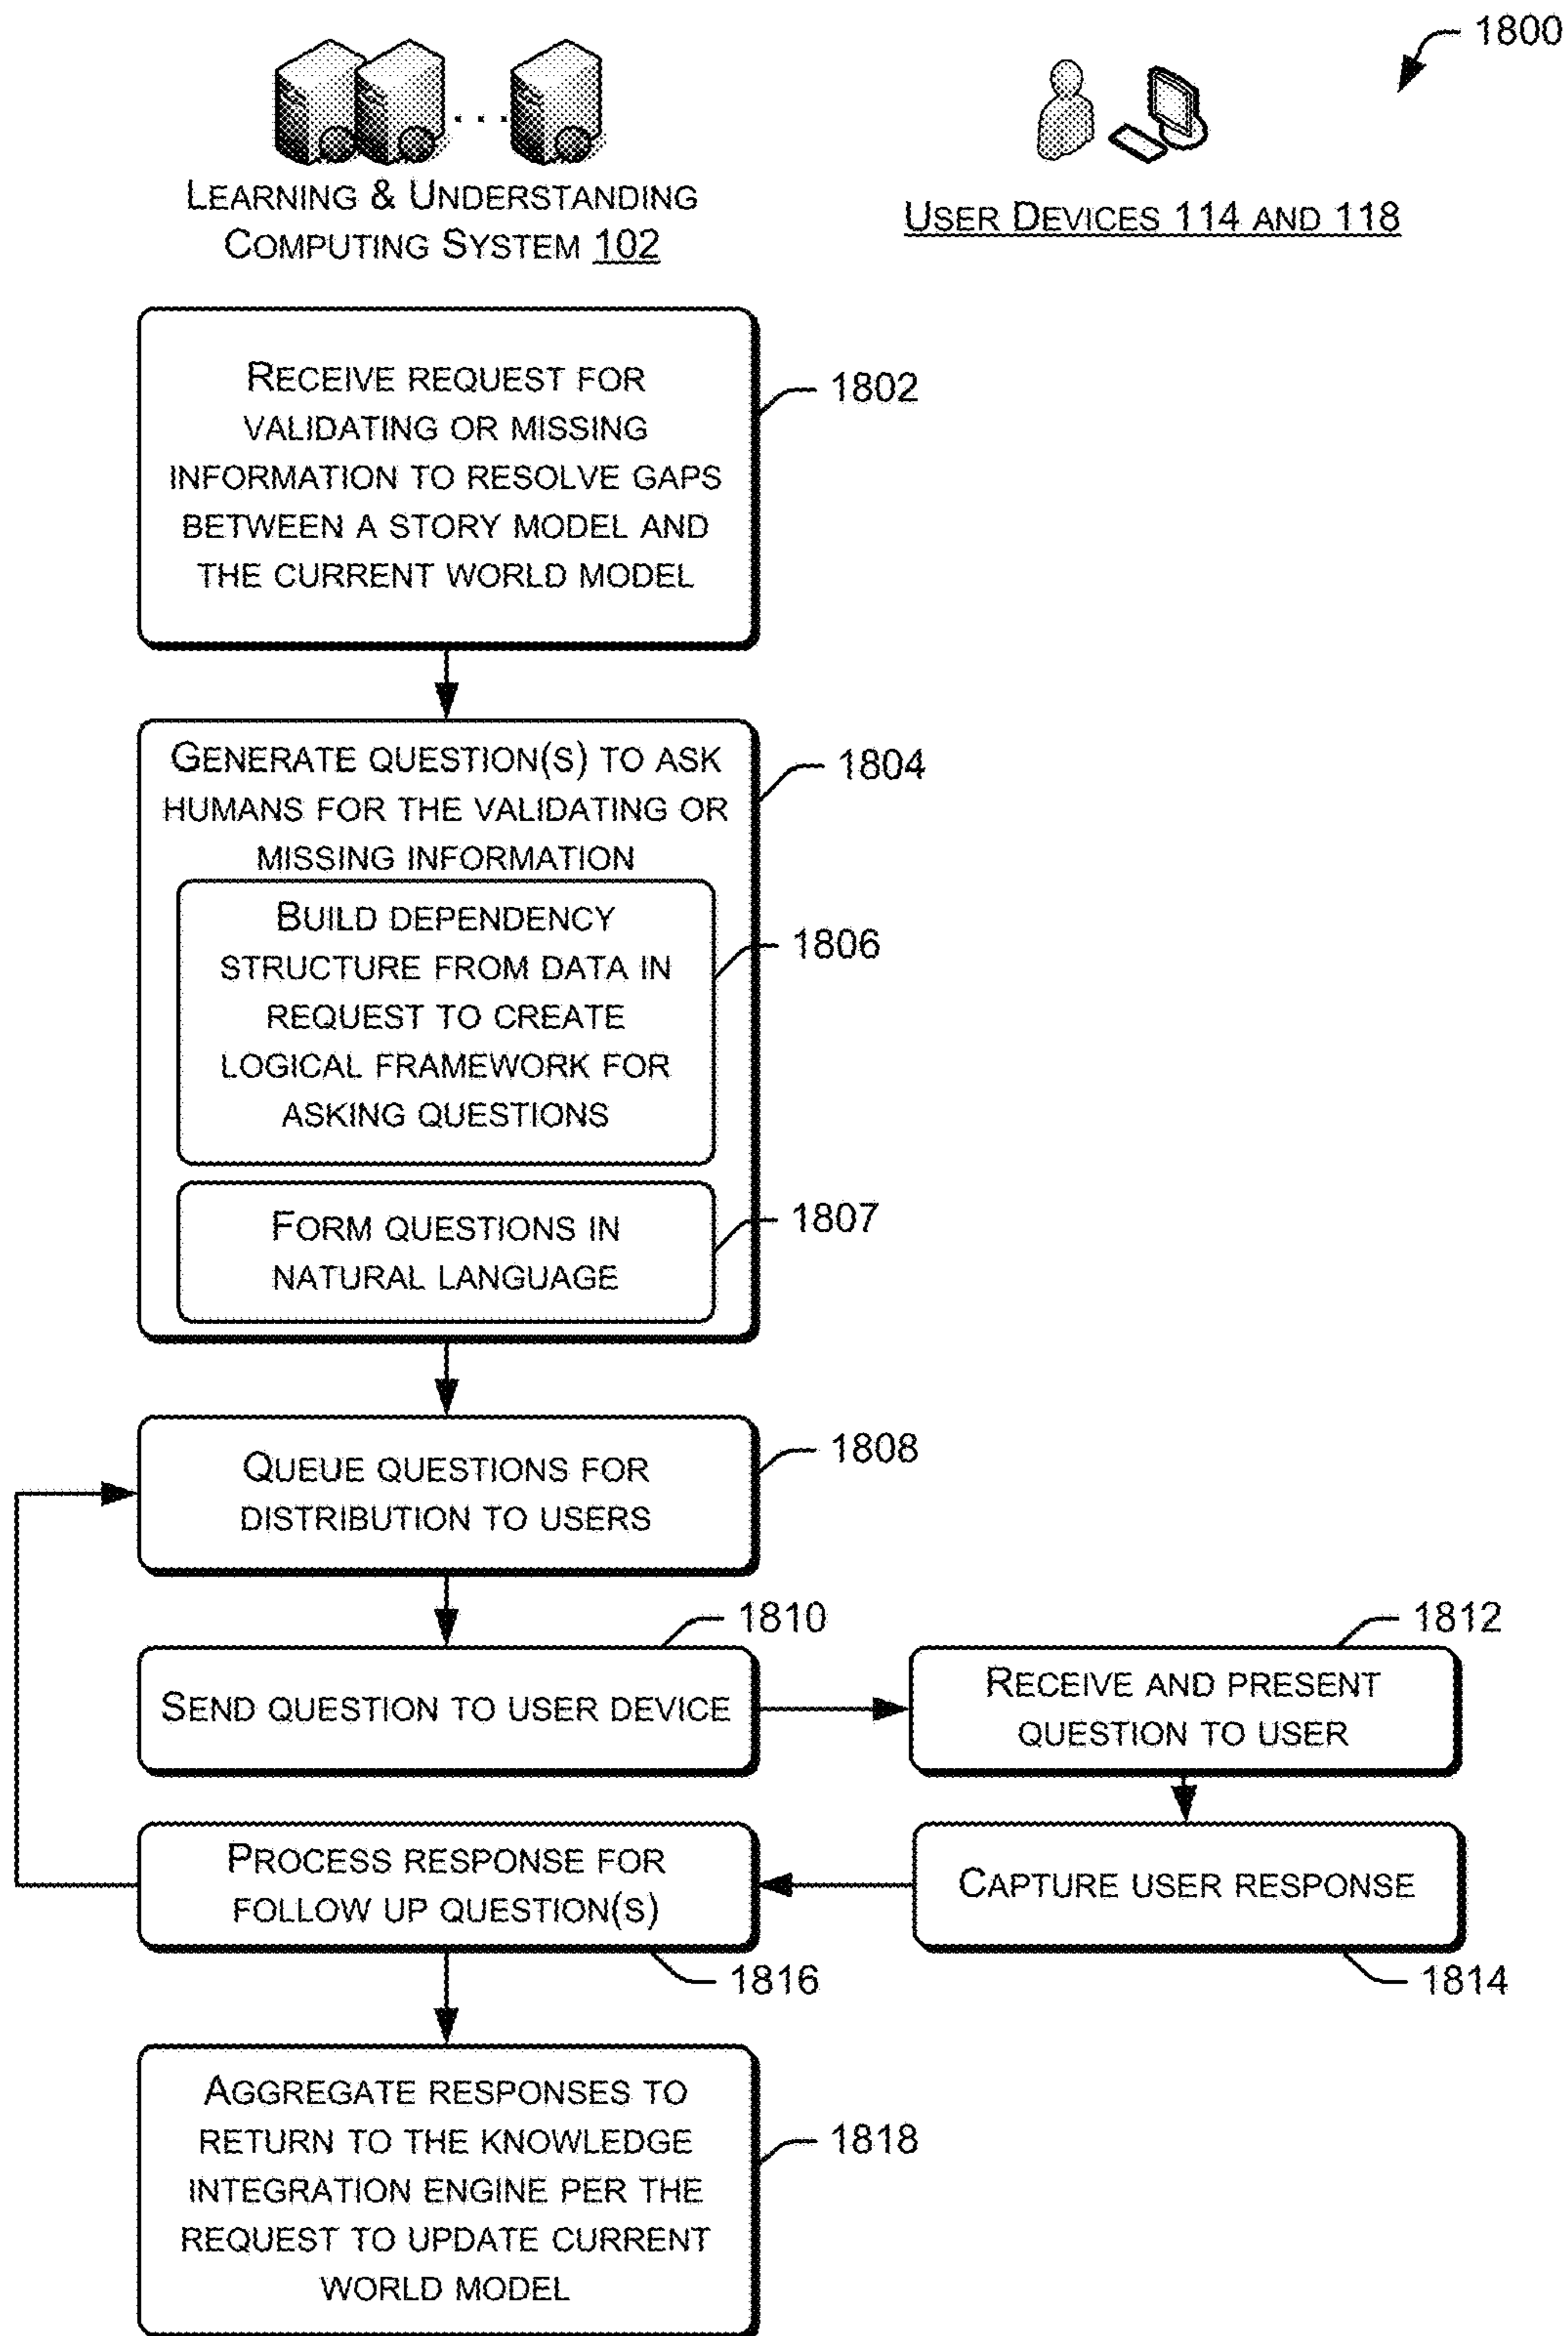 1800
LEARNING & UNDERSTANDING
COMPUTING SYSTEM 102
USER DEVICES 114 AND 118
RECEIVE REQUEST FOR
VALIDATING OR MISSING
INFORMATION TO RESOLVE GAPS
BETWEEN A STORY MODEL AND
THE CURRENT WORLD MODEL
1802
GENERATE QUESTION(S) TO ASK
HUMANS FOR THE VALIDATING OR
MISSING INFORMATION
1804
BUILD DEPENDENCY
STRUCTURE FROM DATA IN
REQUEST TO CREATE
LOGICAL FRAMEWORK FOR
ASKING QUESTIONS
1806
FORM QUESTIONS IN
NATURAL LANGUAGE
1807
QUEUE QUESTIONS FOR
DISTRIBUTION TO USERS
1808
SEND QUESTION TO USER DEVICE
1810
RECEIVE AND PRESENT
QUESTION TO USER
1812
CAPTURE USER RESPONSE
1814
PROCESS RESPONSE FOR
FOLLOW UP QUESTION(S)
1816
AGGREGATE RESPONSES TO
RETURN TO THE KNOWLEDGE
INTEGRATION ENGINE PER THE
REQUEST TO UPDATE CURRENT
WORLD MODEL
1818